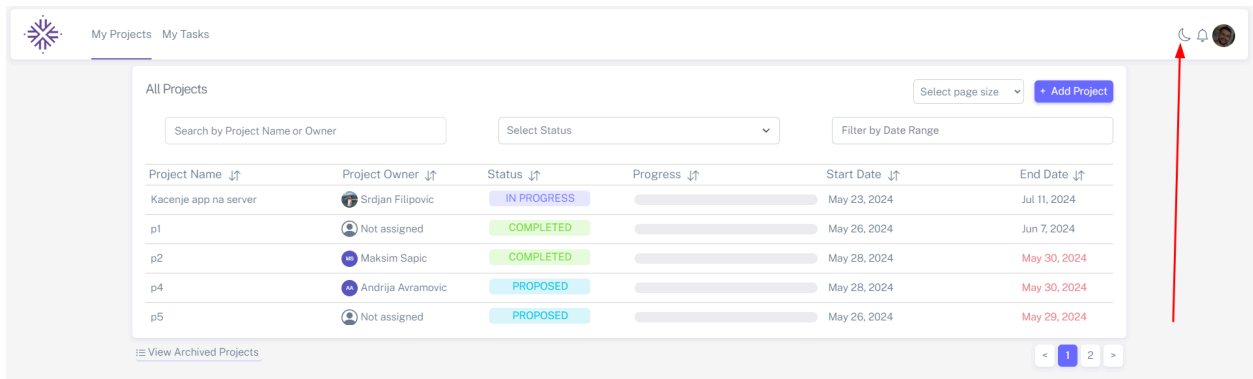 My Projects My Tasks
All Projects
Select page size
+ Add Project
Search by Project Name or Owner
Select Status
Filter by Date Range
Project Name Project Owner Status Progress Start Date End Date
Kacenje app na server Srdjan Filipovic IN PROGRESS May 23, 2024 Jul 11, 2024
p1 Not assigned COMPLETED May 26, 2024 Jun 7, 2024
p2 MS Maksim Sapic COMPLETED May 28, 2024 May 30, 2024
p4 AA Andrija Avramovic PROPOSED May 28, 2024 May 30, 2024
p5 Not assigned PROPOSED May 26, 2024 May 29, 2024
View Archived Projects
< 1 2 >